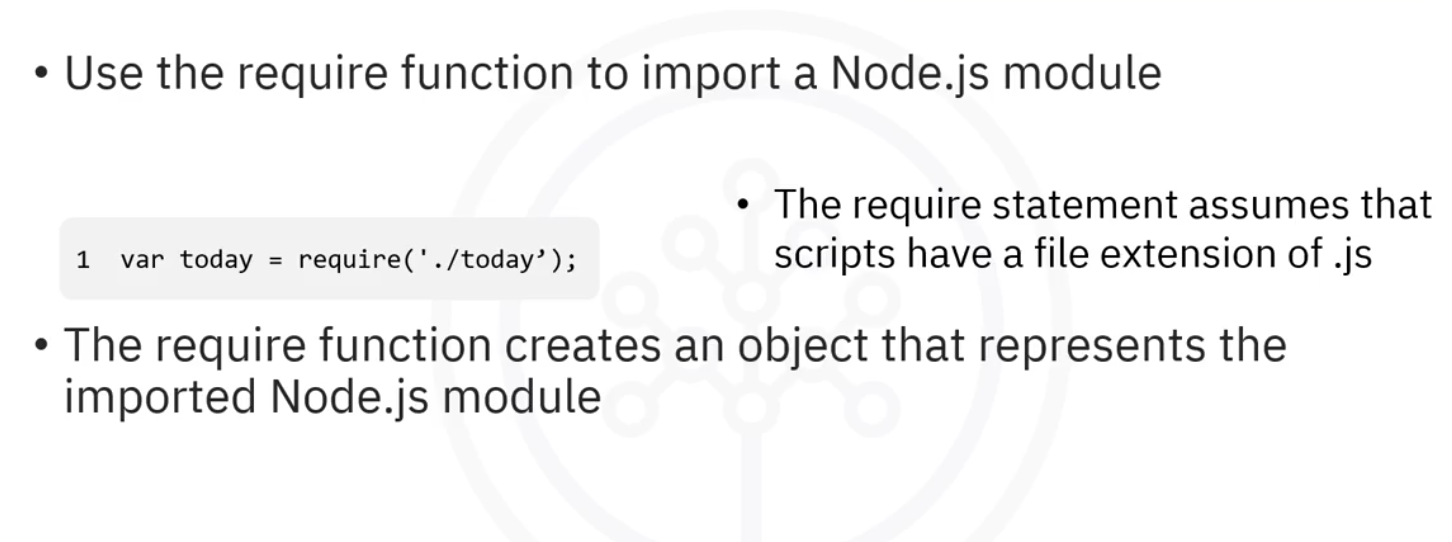 • Use the require function to import a Node.js module
• The require statement assumes that
scripts have a file extension of .js
1 var today = require('./today’);
• The require function creates an object that represents the
imported Node.js module